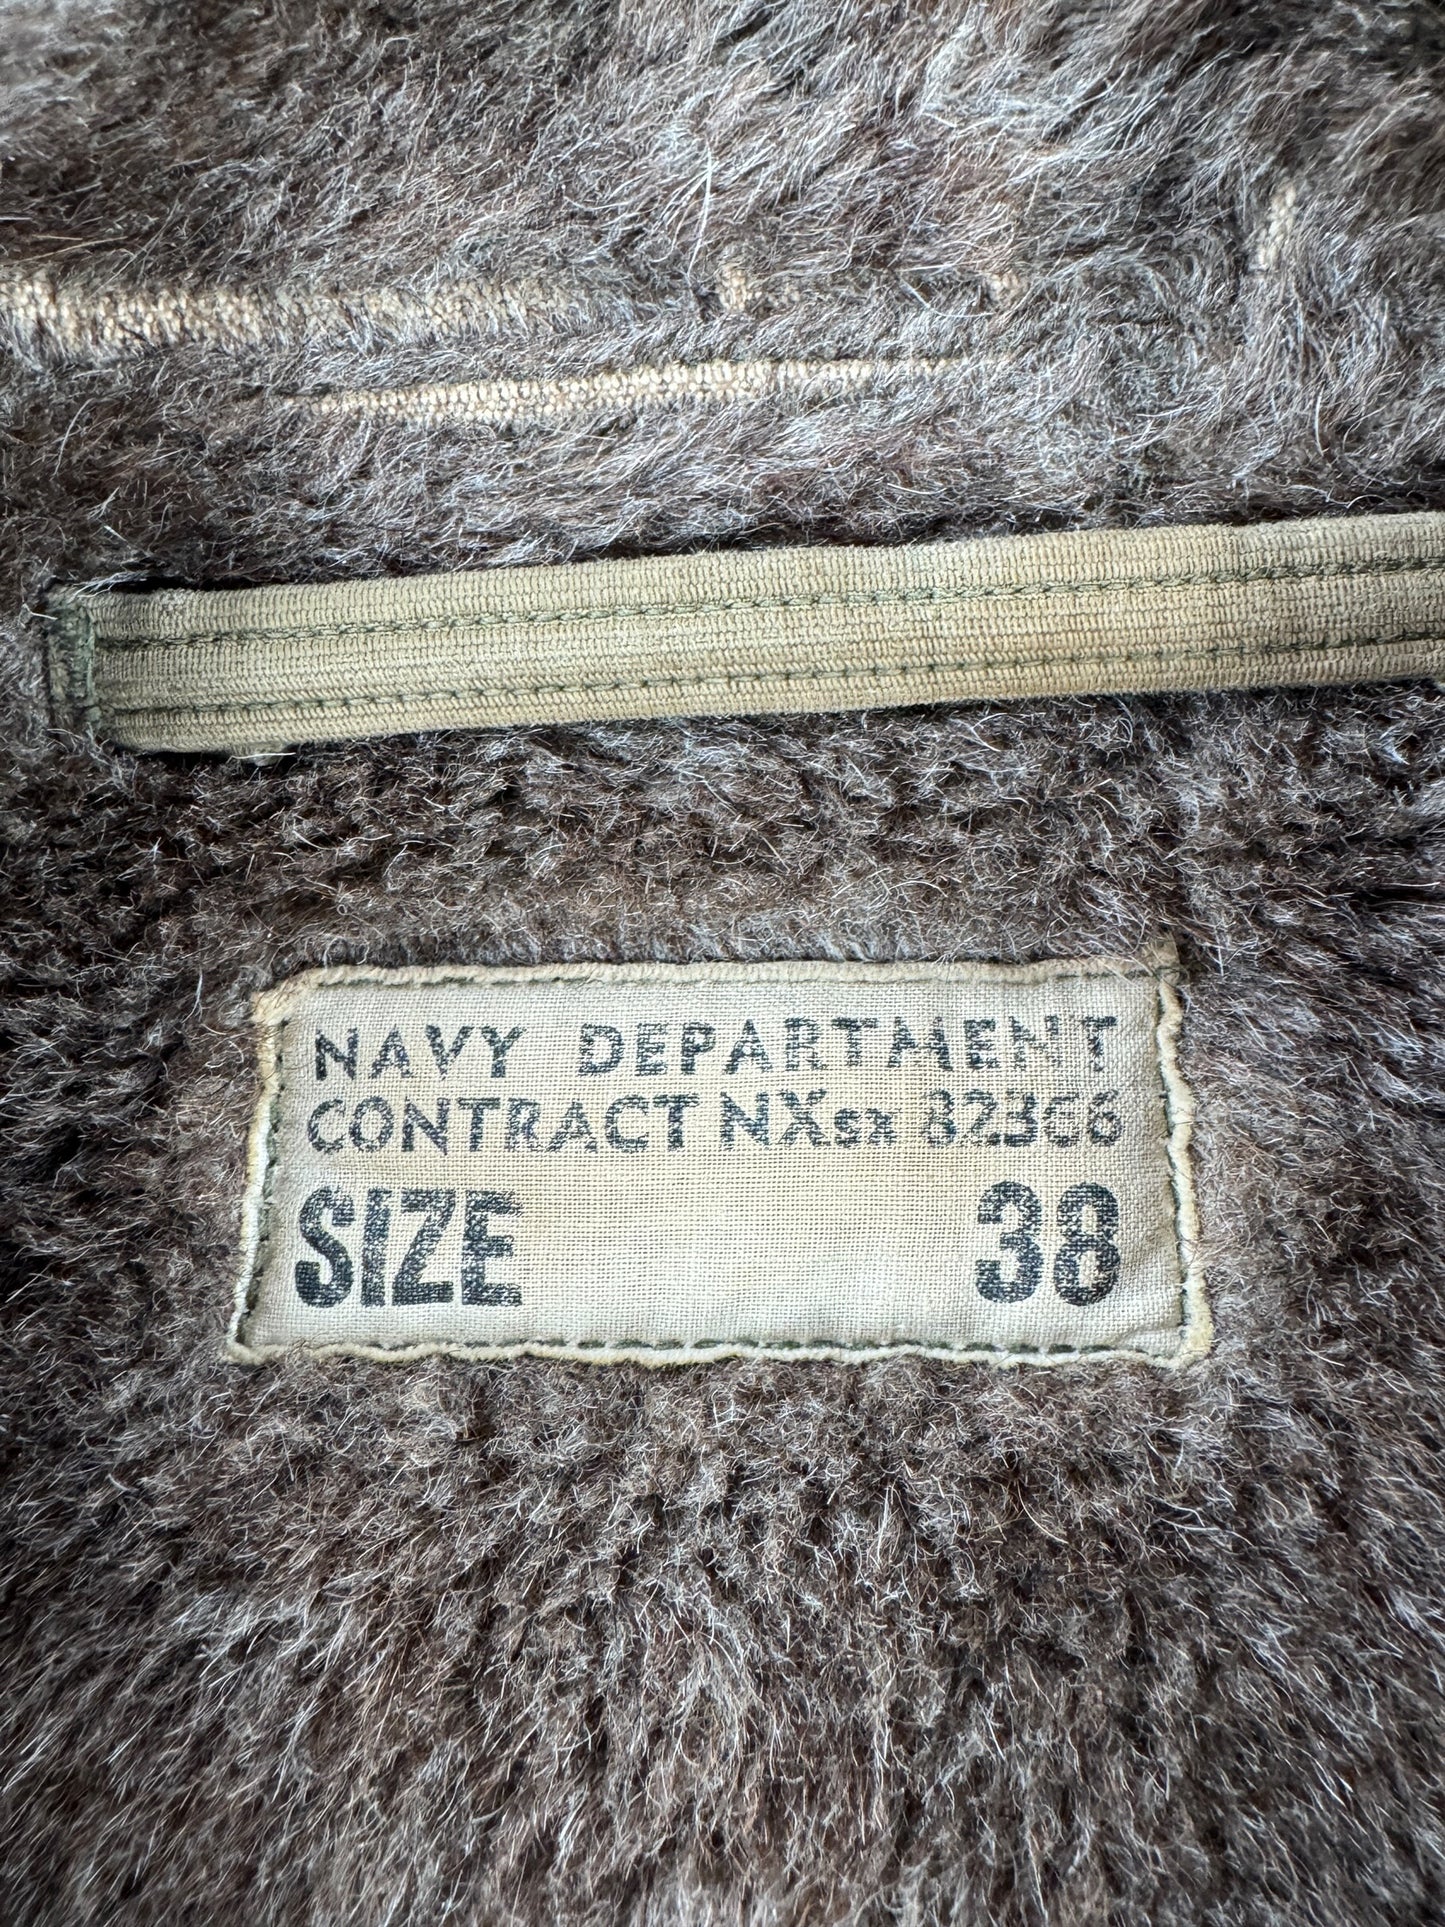 NAVY DEPARTMENT
CONTRACT NXsx 82366
SIZE 38